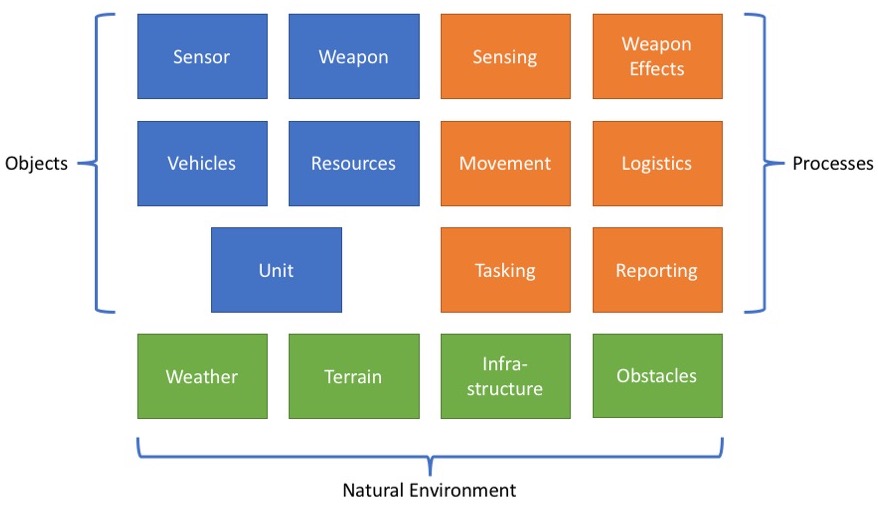 Sensor
Weapon
Sensing
Weapon
Effects
Objects
Vehicles
Resources
Movement
Logistics
Processes
Unit
Tasking
Reporting
Weather
Terrain
Infra-
structure
Obstacles
Natural Environment